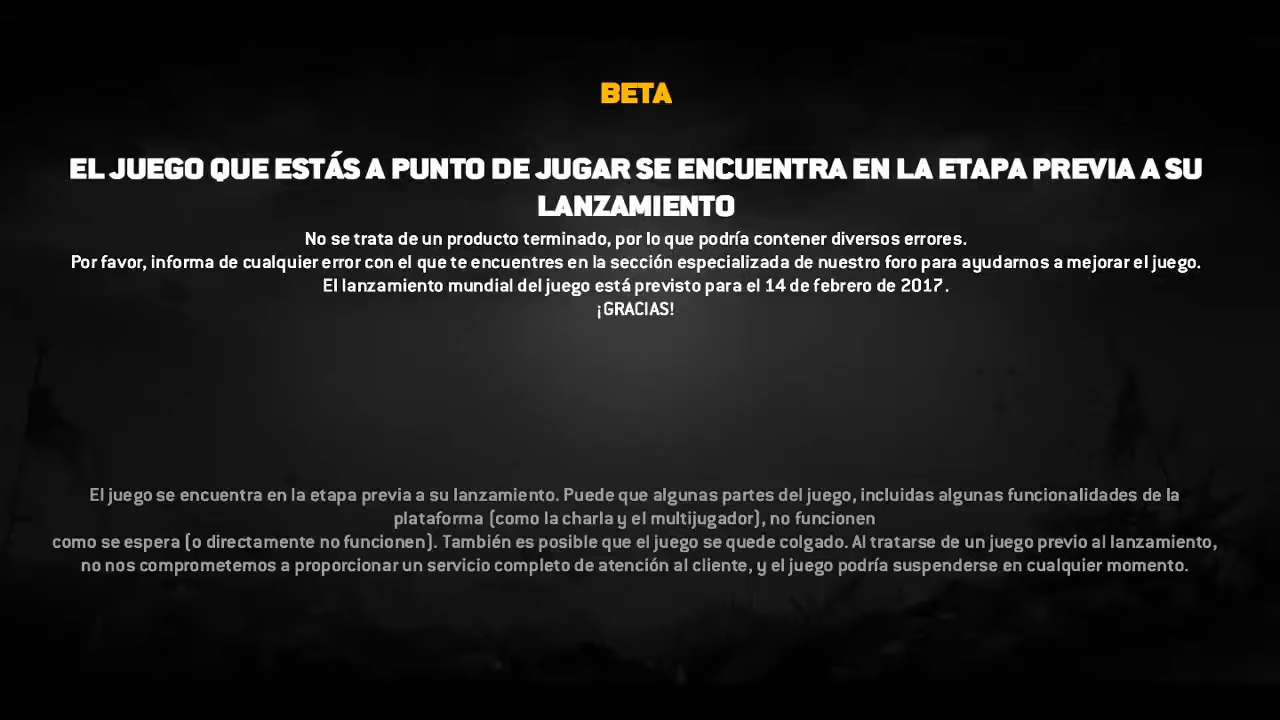 BETA
EL JUEGO QUE ESTÁS A PUNTO DE JUGAR SE ENCUENTRA EN LA ETAPA PREVIA A SU
LANZAMIENTO
No se trata de un producto terminado, por lo que podría contener diversos errores.
Por favor, informa de cualquier error con el que te encuentres en la sección especializada de nuestro foro para ayudarnos a mejorar el juego.
El lanzamiento mundial del juego está previsto para el 14 de febrero de 2017.
¡GRACIAS!
El juego se encuentra en la etapa previa a su lanzamiento. Puede que algunas partes del juego, incluidas algunas funcionalidades de la
plataforma (como la charla y el multijugador), no funcionen
como se espera (o directamente no funcionen). También es posible que el juego se quede colgado. Al tratarse de un juego previo al lanzamiento,
no nos comprometemos a proporcionar un servicio completo de atención al cliente, y el juego podría suspenderse en cualquier momento.